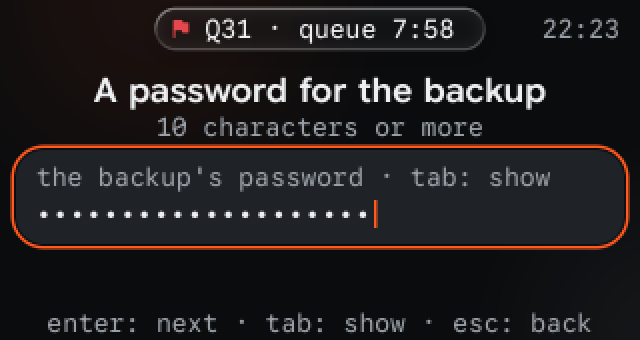 Q31 · queue 7:58
22:23
A password for the backup
10 characters or more
the backup's password · tab: show
••••••••••••••••••••
enter: next · tab: show · esc: back